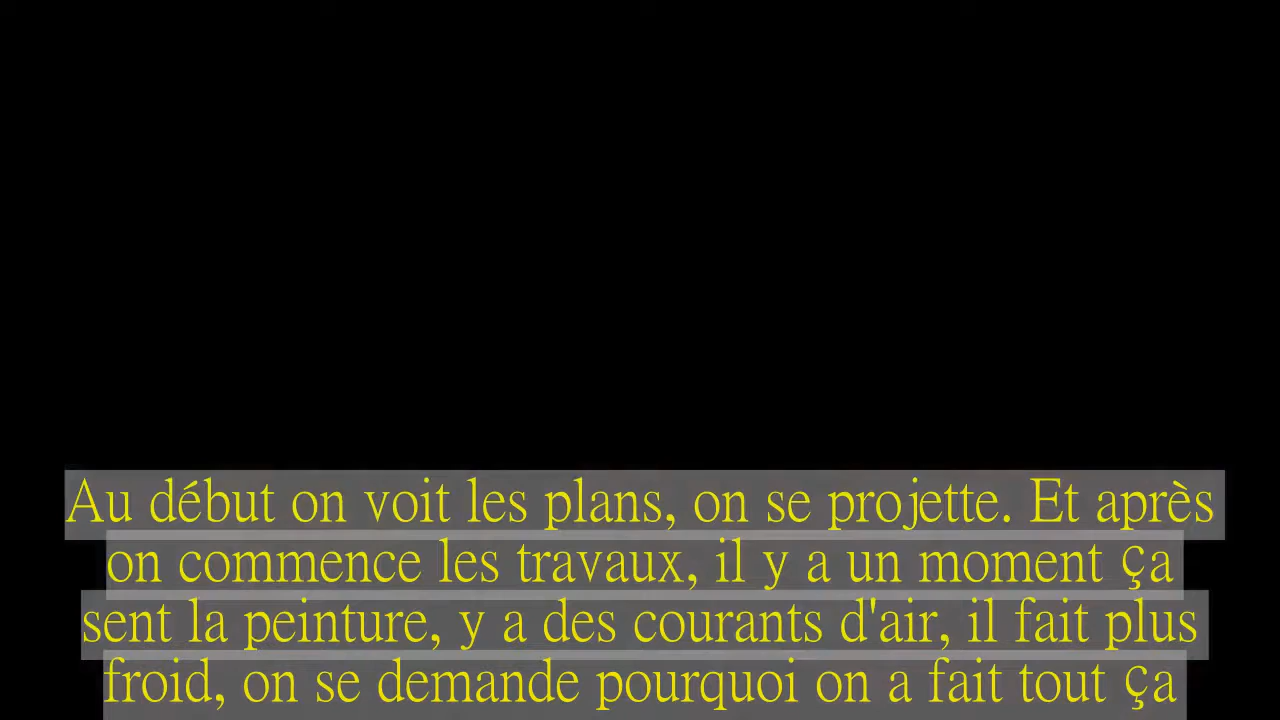 Au début on voit les plans, on se projette. Et après
on commence les travaux, il y a un moment ça
sent la peinture, y a des courants d'air, il fait plus
froid, on se demande pourquoi on a fait tout ça